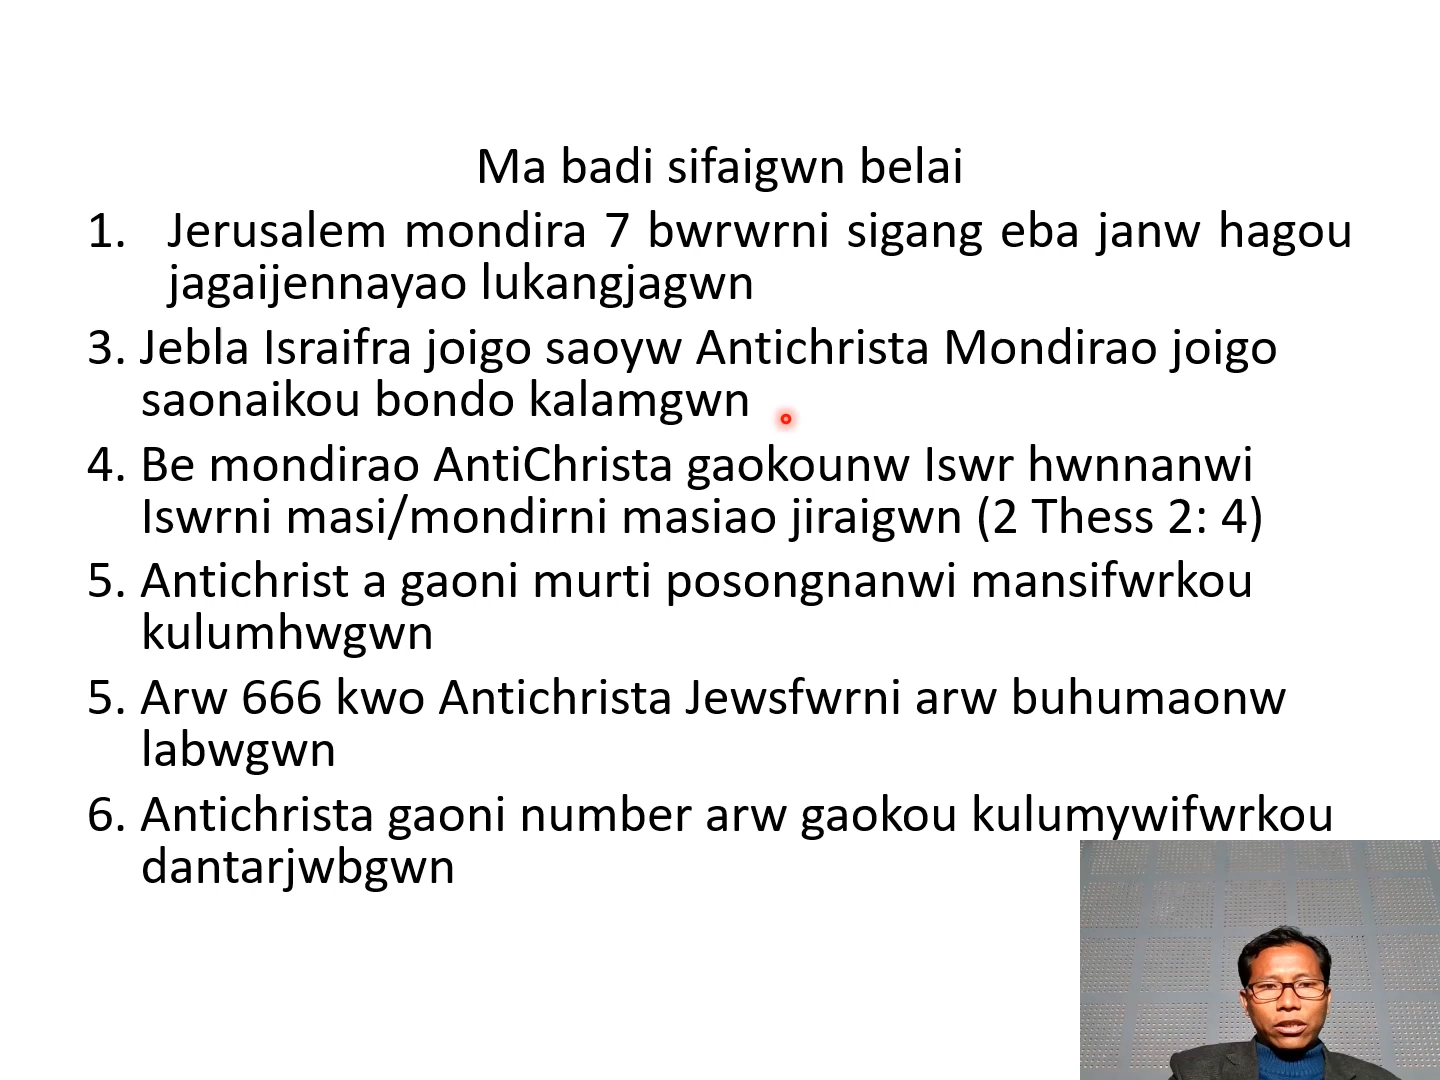 Ma badi sifaigwn belai
1. Jerusalem mondira 7 bwrwrni sigang eba janw hagou
jagaijennayao lukangjagwn
3. Jebla Israifra joigo saoyw Antichrista Mondirao joigo
saonaikou bondo kalamgwn
4. Be mondirao AntiChrista gaokounw Iswr hwnnanwi
Iswrni masi/mondirni masiao jiraigwn (2 Thess 2: 4)
5. Antichrist a gaoni murti posongnanwi mansifwrkou
kulumhwgwn
5. Arw 666 kwo Antichrista Jewsfwrni arw buhumaonw
labwgwn
6. Antichrista gaoni number arw gaokou kulumywifwrkou
dantarjwbgwn